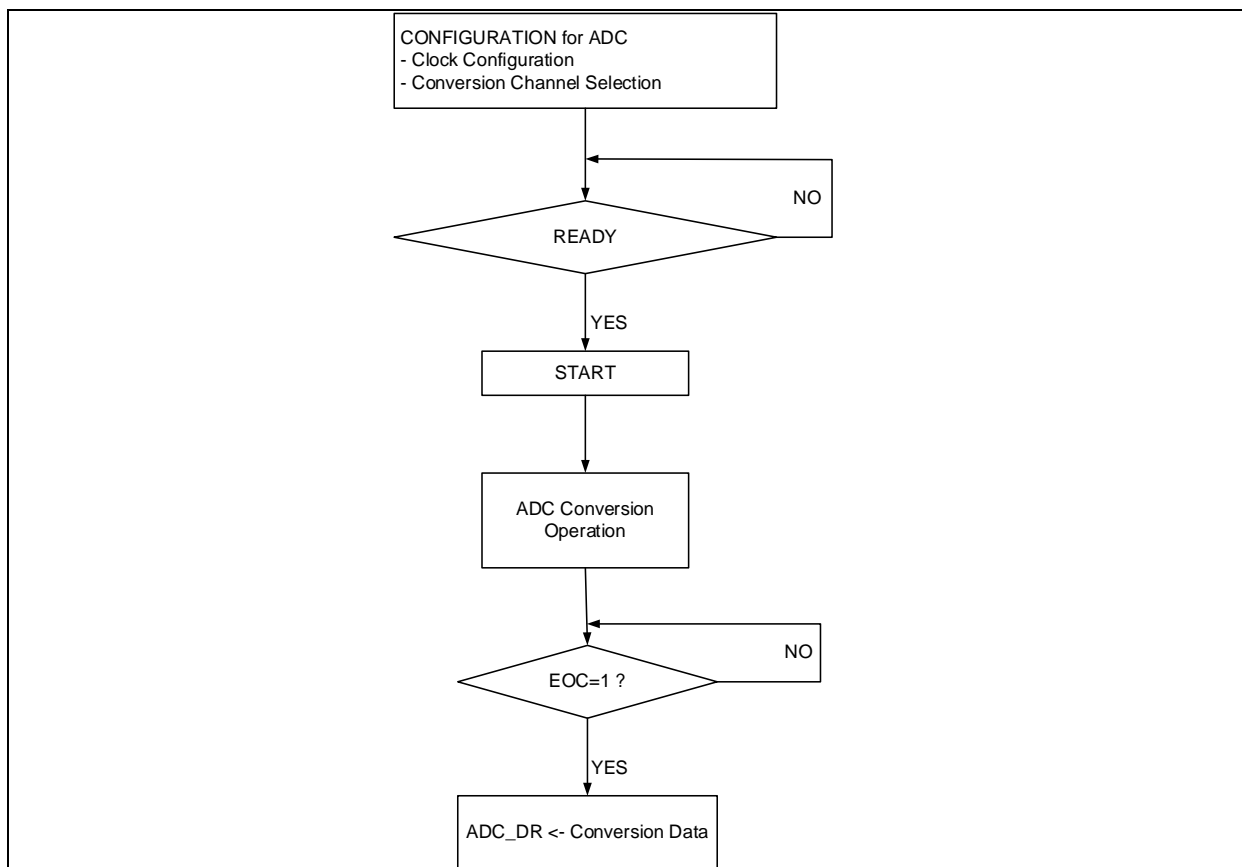 CONFIGURATION for ADC
- Clock Configuration
- Conversion Channel Selection
NO
READY
YES
START
ADC Conversion
Operation
NO
EOC=1 ?
YES
ADC_DR <- Conversion Data